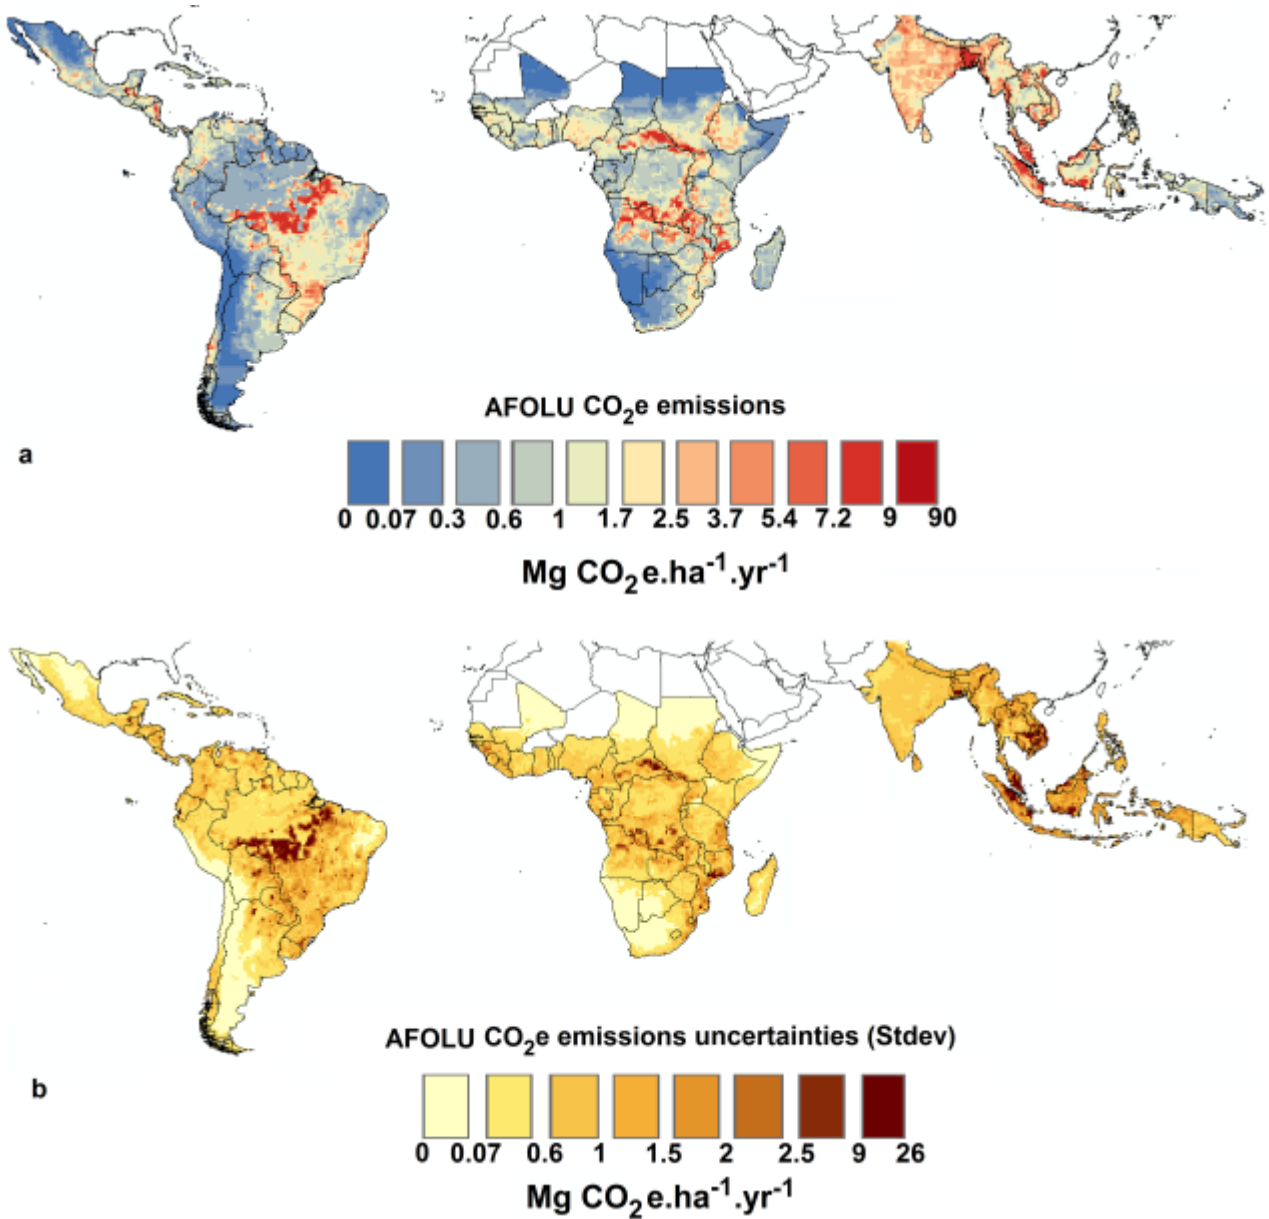 AFOLU CO₂e emissions
a
0 0.07 0.3 0.6 1 1.7 2.5 3.7 5.4 7.2 9 90
Mg CO₂e.ha⁻¹.yr⁻¹
AFOLU CO₂e emissions uncertainties (Stdev)
b
0 0.07 0.6 1 1.5 2 2.5 9 26
Mg CO₂e.ha⁻¹.yr⁻¹